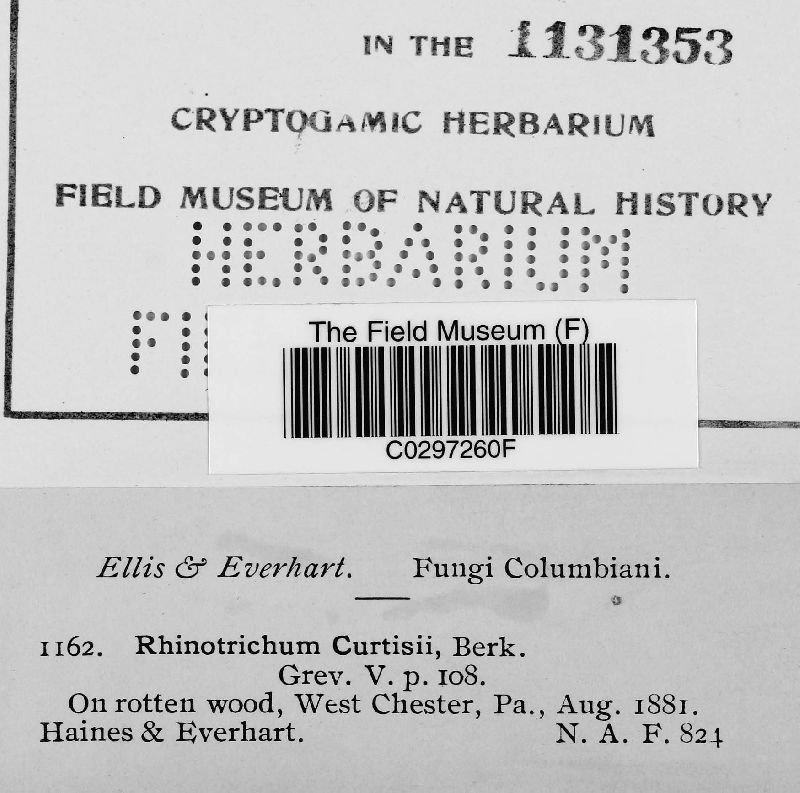 IN THE 1131353
CRYPTOGAMIC HERBARIUM
FIELD MUSEUM OF NATURAL HISTORY
HERBARIUM
The Field Museum (F)
C0297260F
Ellis & Everhart. Fungi Columbiani.
1162. Rhinotrichum Curtisii, Berk.
Grev. V. p. 108.
On rotten wood, West Chester, Pa., Aug. 1881.
Haines & Everhart. N. A. F. 824